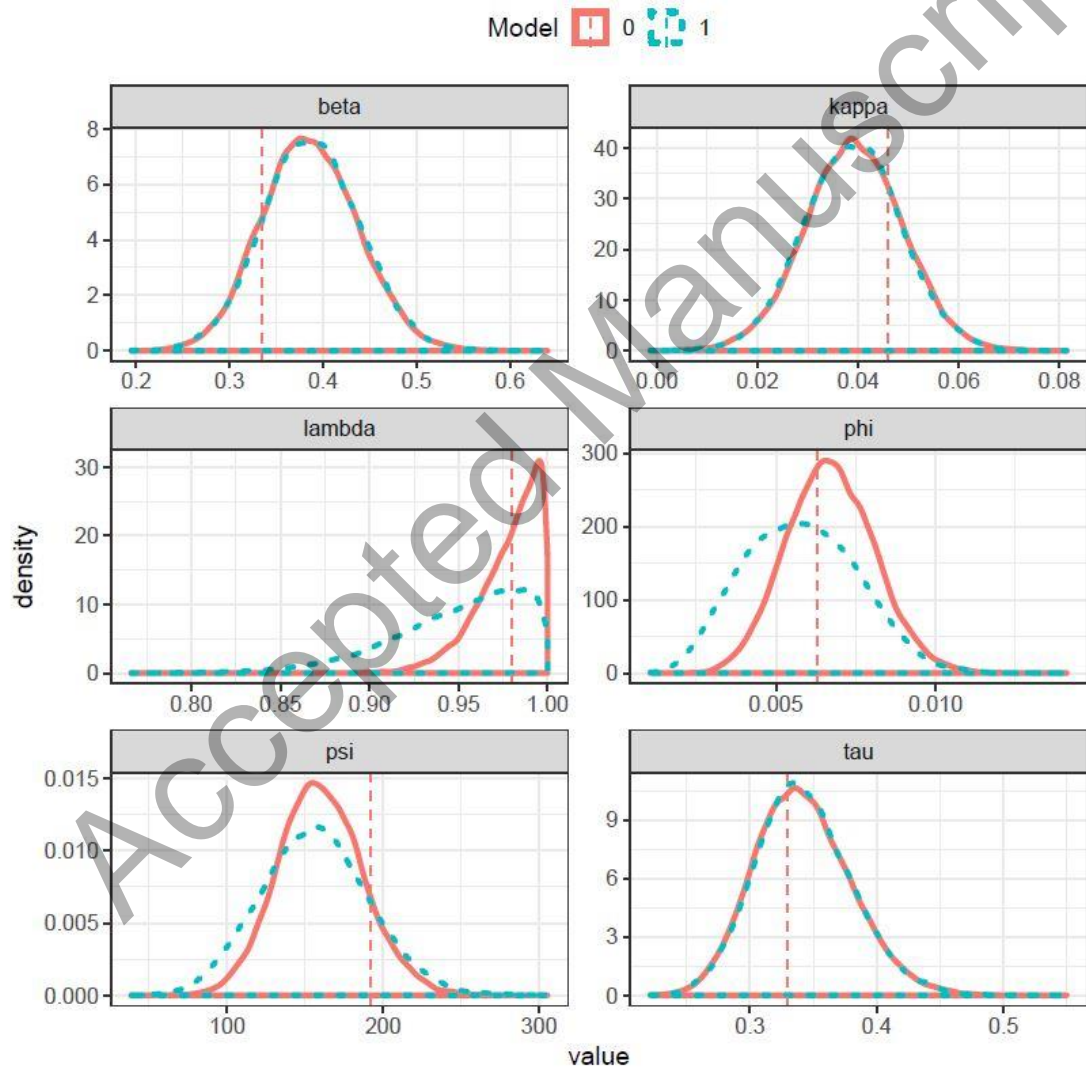 Model 0 1
beta kappa
8
6
4
2
0
0.2 0.3 0.4 0.5 0.6
40
30
20
10
0
0.00 0.02 0.04 0.06 0.08
lambda phi
30
20
10
0
0.80 0.85 0.90 0.95 1.00
300
200
100
0
0.005 0.010
psi tau
0.015
0.010
0.005
0.000
100 200 300
9
6
3
0
0.3 0.4 0.5
density
value
Accepted Manuscrip